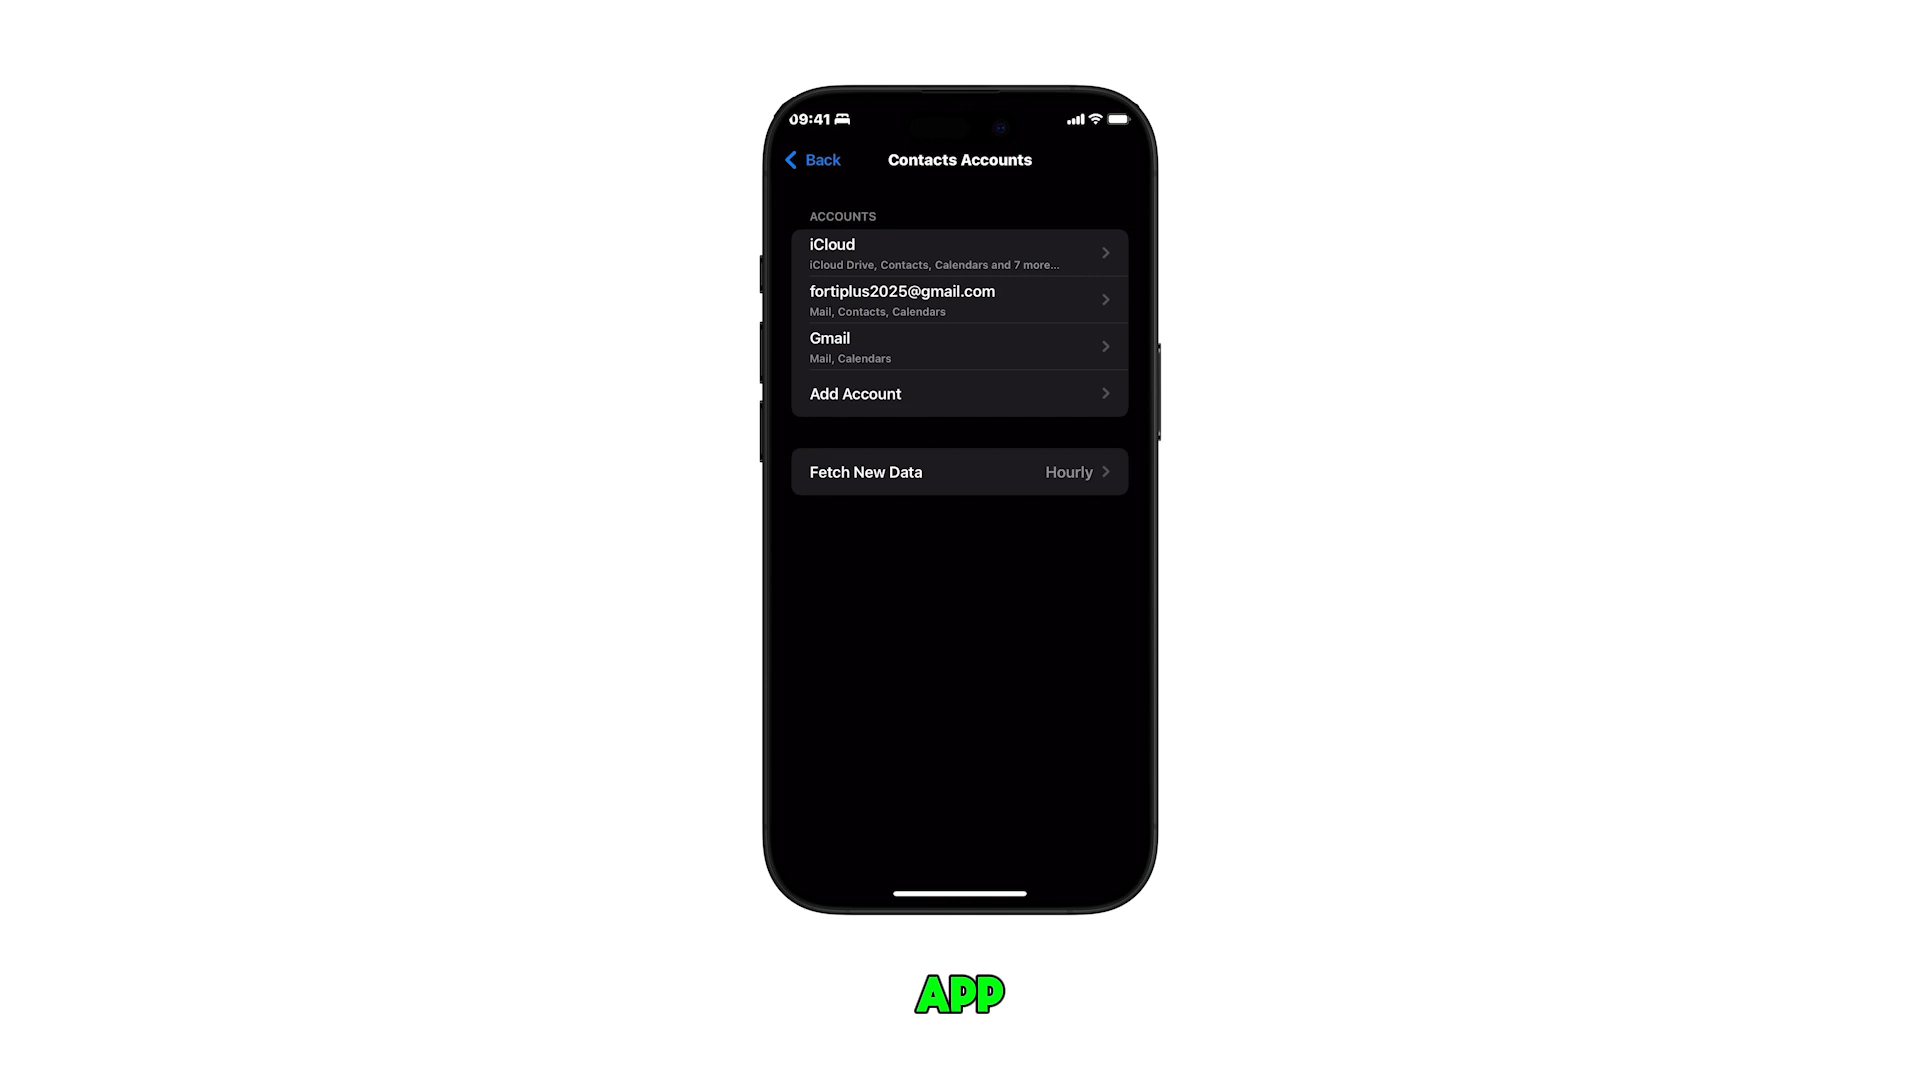 09:41
Back
Contacts Accounts
ACCOUNTS
iCloud
iCloud Drive, Contacts, Calendars and 7 more...
fortiplus2025@gmail.com
Mail, Contacts, Calendars
Gmail
Mail, Calendars
Add Account
Fetch New Data
Hourly
APP